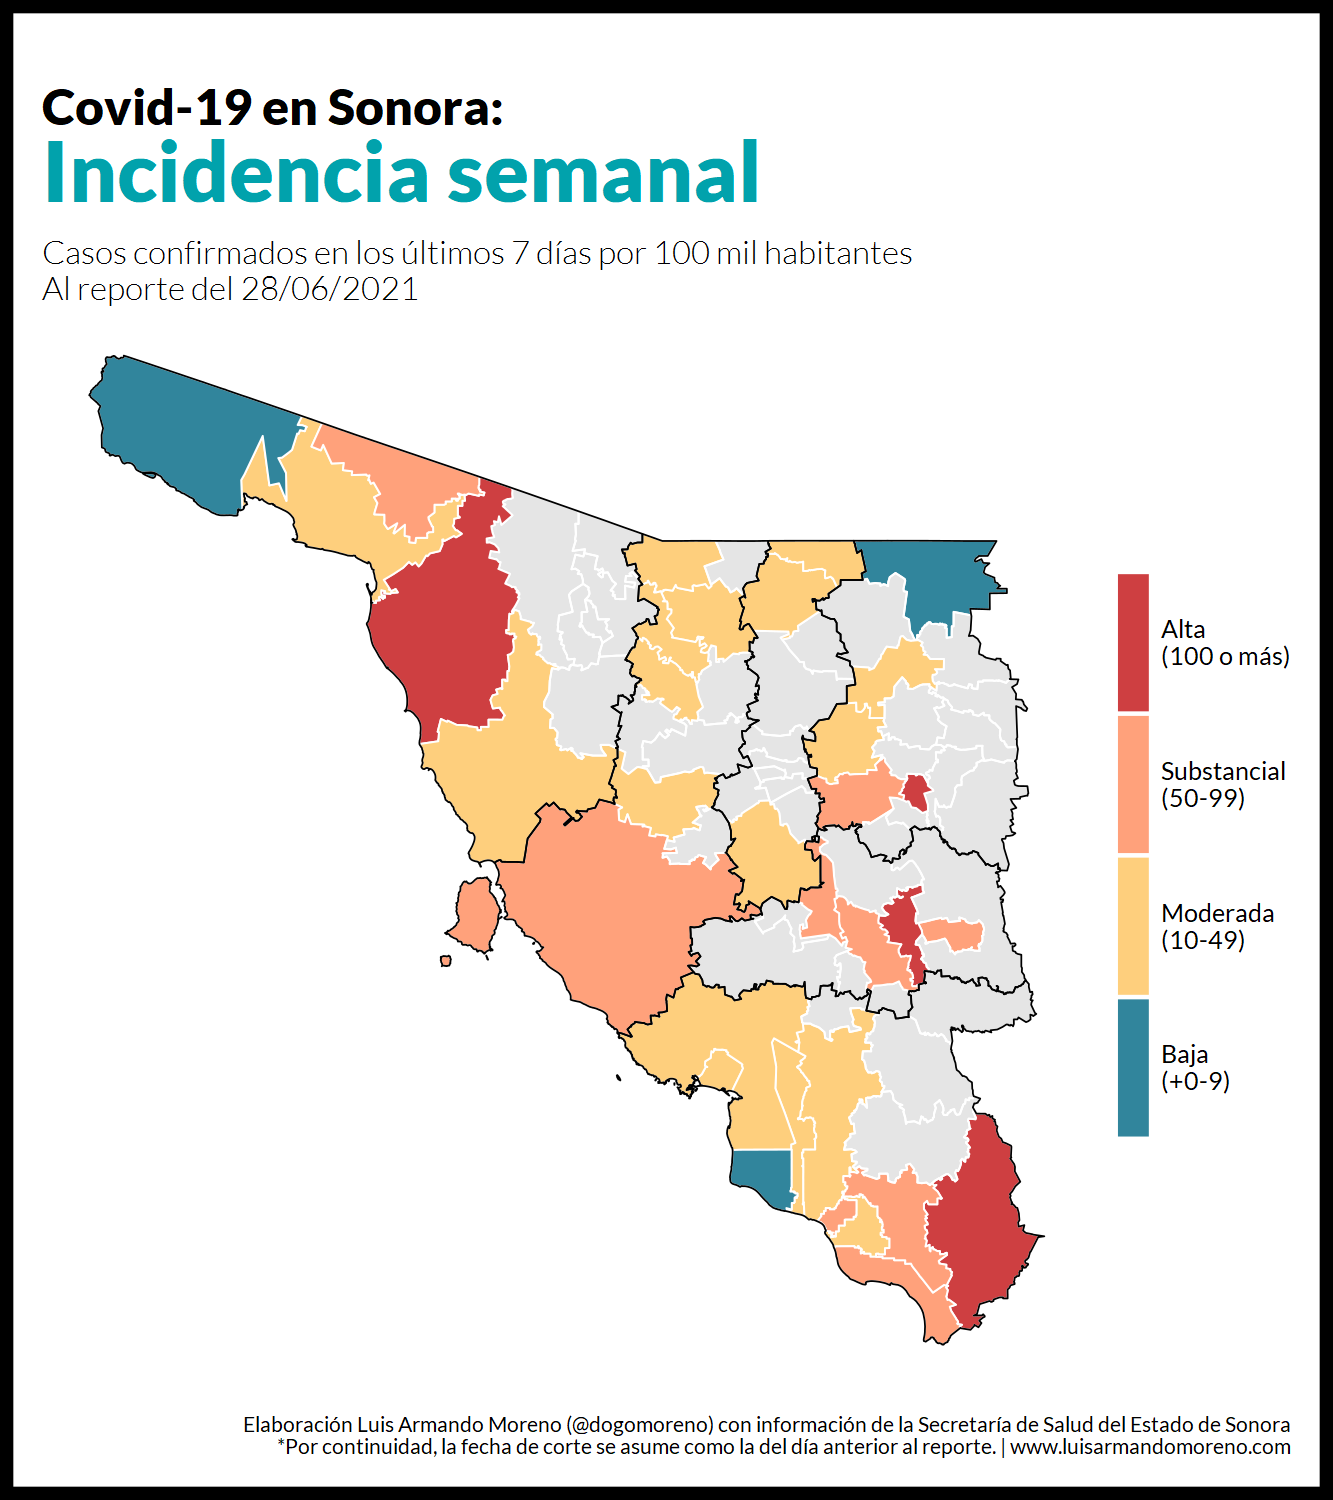 Covid-19 en Sonora:
Incidencia semanal
Casos confirmados en los últimos 7 días por 100 mil habitantes
Al reporte del 28/06/2021
Alta
(100 o más)
Substancial
(50-99)
Moderada
(10-49)
Baja
(+0-9)
Elaboración Luis Armando Moreno (@dogomoreno) con información de la Secretaría de Salud del Estado de Sonora
*Por continuidad, la fecha de corte se asume como la del día anterior al reporte. | www.luisarmandomoreno.com